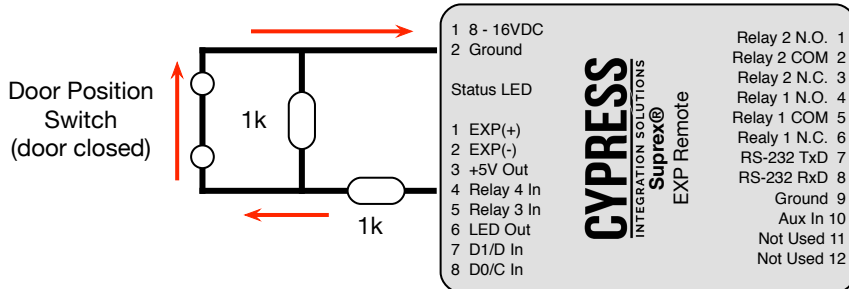 Door Position
Switch
(door closed)
1k
1k
1 8 - 16VDC
2 Ground
Status LED
1 EXP(+)
2 EXP(-)
3 +5V Out
4 Relay 4 In
5 Relay 3 In
6 LED Out
7 D1/D In
8 D0/C In
CYPRESS
INTEGRATION SOLUTIONS
Suprex®
EXP Remote
Relay 2 N.O. 1
Relay 2 COM 2
Relay 2 N.C. 3
Relay 1 N.O. 4
Relay 1 COM 5
Realy 1 N.C. 6
RS-232 TxD 7
RS-232 RxD 8
Ground 9
Aux In 10
Not Used 11
Not Used 12